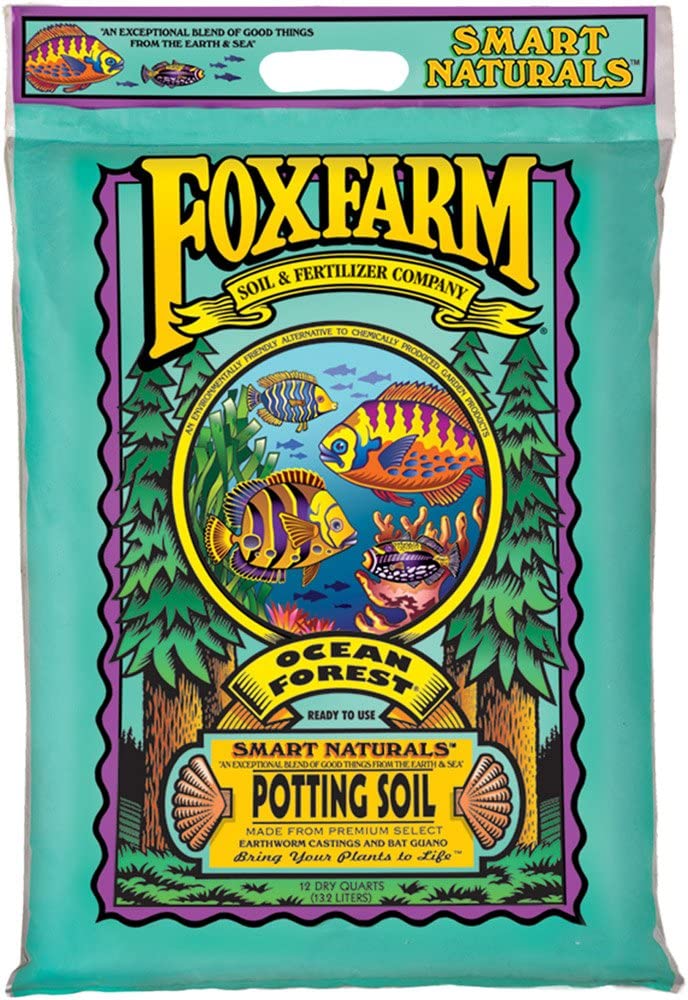 "AN EXCEPTIONAL BLEND OF GOOD THINGS
FROM THE EARTH & SEA"
SMART
NATURALS™
FOXFARM
SOIL & FERTILIZER COMPANY
®
AN ENVIRONMENTALLY FRIENDLY ALTERNATIVE TO CHEMICALLY PRODUCED GARDEN PRODUCTS
OCEAN
FOREST®
READY TO USE
SMART NATURALS™
"AN EXCEPTIONAL BLEND OF GOOD THINGS FROM THE EARTH & SEA"
POTTING SOIL
MADE FROM PREMIUM SELECT
EARTHWORM CASTINGS AND BAT GUANO
Bring Your Plants to Life™
12 DRY QUARTS
(13.2 LITERS)